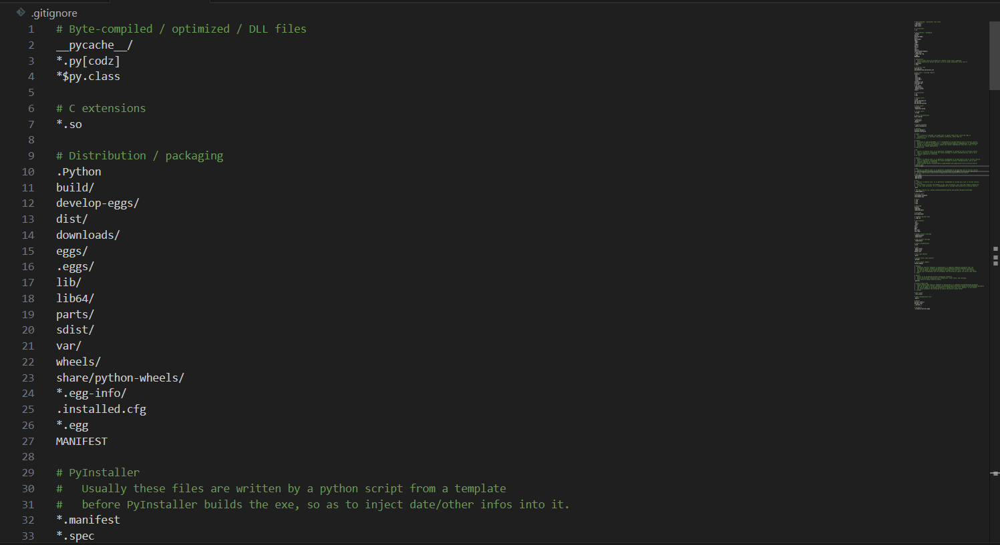 .gitignore
1 # Byte-compiled / optimized / DLL files
2 __pycache__/
3 *.py[codz]
4 *$py.class
5
6 # C extensions
7 *.so
8
9 # Distribution / packaging
10 .Python
11 build/
12 develop-eggs/
13 dist/
14 downloads/
15 eggs/
16 .eggs/
17 lib/
18 lib64/
19 parts/
20 sdist/
21 var/
22 wheels/
23 share/python-wheels/
24 *.egg-info/
25 .installed.cfg
26 *.egg
27 MANIFEST
28
29 # PyInstaller
30 #   Usually these files are written by a python script from a template
31 #   before PyInstaller builds the exe, so as to inject date/other infos into it.
32 *.manifest
33 *.spec